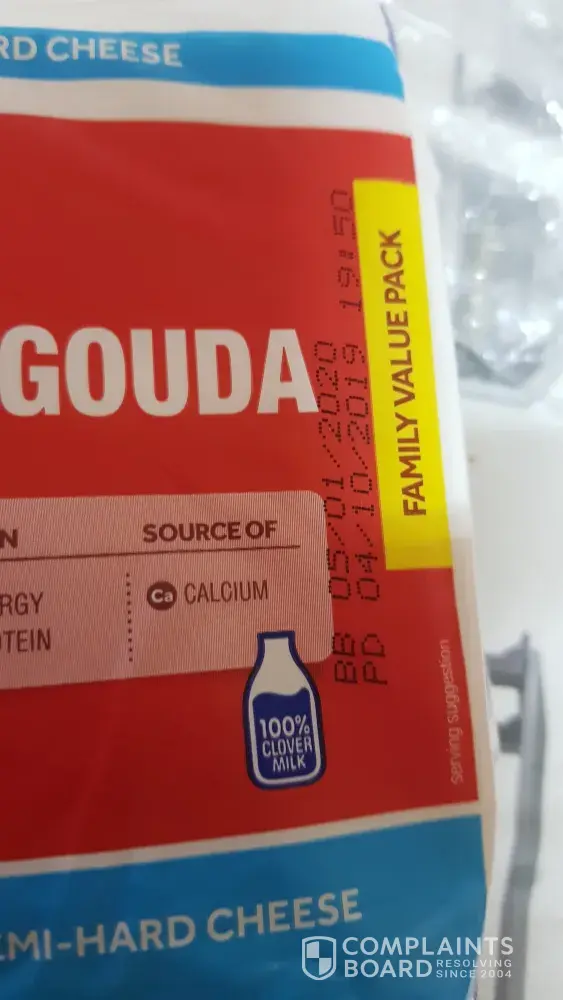 RD CHEESE
FAMILY VALUE PACK
GOUDA
BB 05/01/2020
PD 04/10/2019 19:50
N
SOURCE OF
RGY
OTEIN
Ca CALCIUM
100%
CLOVER
MILK
serving suggestion
EMI-HARD CHEESE
COMPLAINTS
BOARD RESOLVING
SINCE 2004